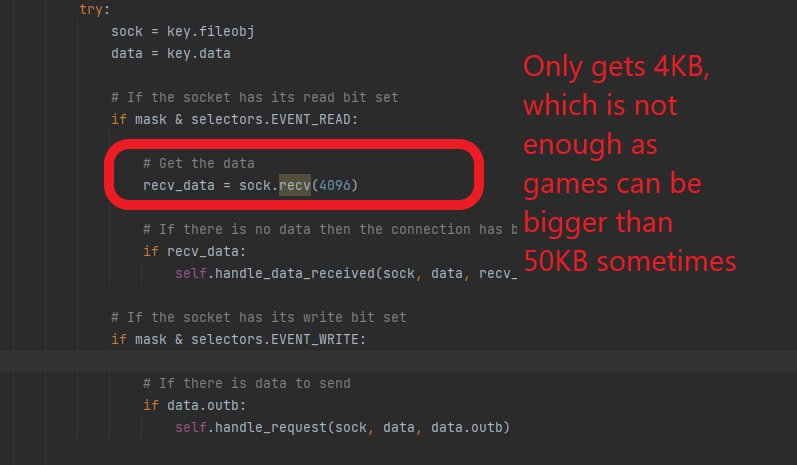 try:
sock = key.fileobj
data = key.data
# If the socket has its read bit set
if mask & selectors.EVENT_READ:
# Get the data
recv_data = sock.recv(4096)
# If there is no data then the connection has b
if recv_data:
self.handle_data_received(sock, data, recv_
# If the socket has its write bit set
if mask & selectors.EVENT_WRITE:
# If there is data to send
if data.outb:
self.handle_request(sock, data, data.outb)
Only gets 4KB,
which is not
enough as
games can be
bigger than
50KB sometimes